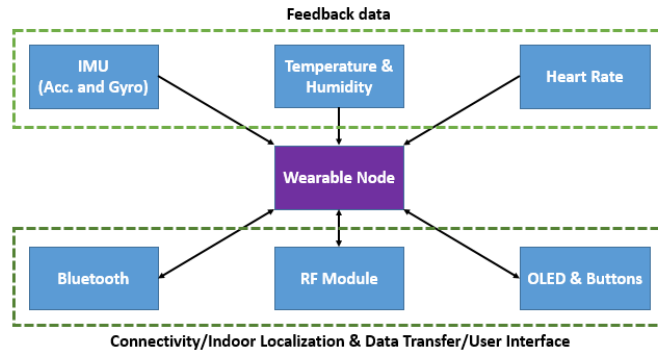 Feedback data
IMU
(Acc. and Gyro)
Temperature &
Humidity
Heart Rate
Wearable Node
Bluetooth
RF Module
OLED & Buttons
Connectivity/Indoor Localization & Data Transfer/User Interface